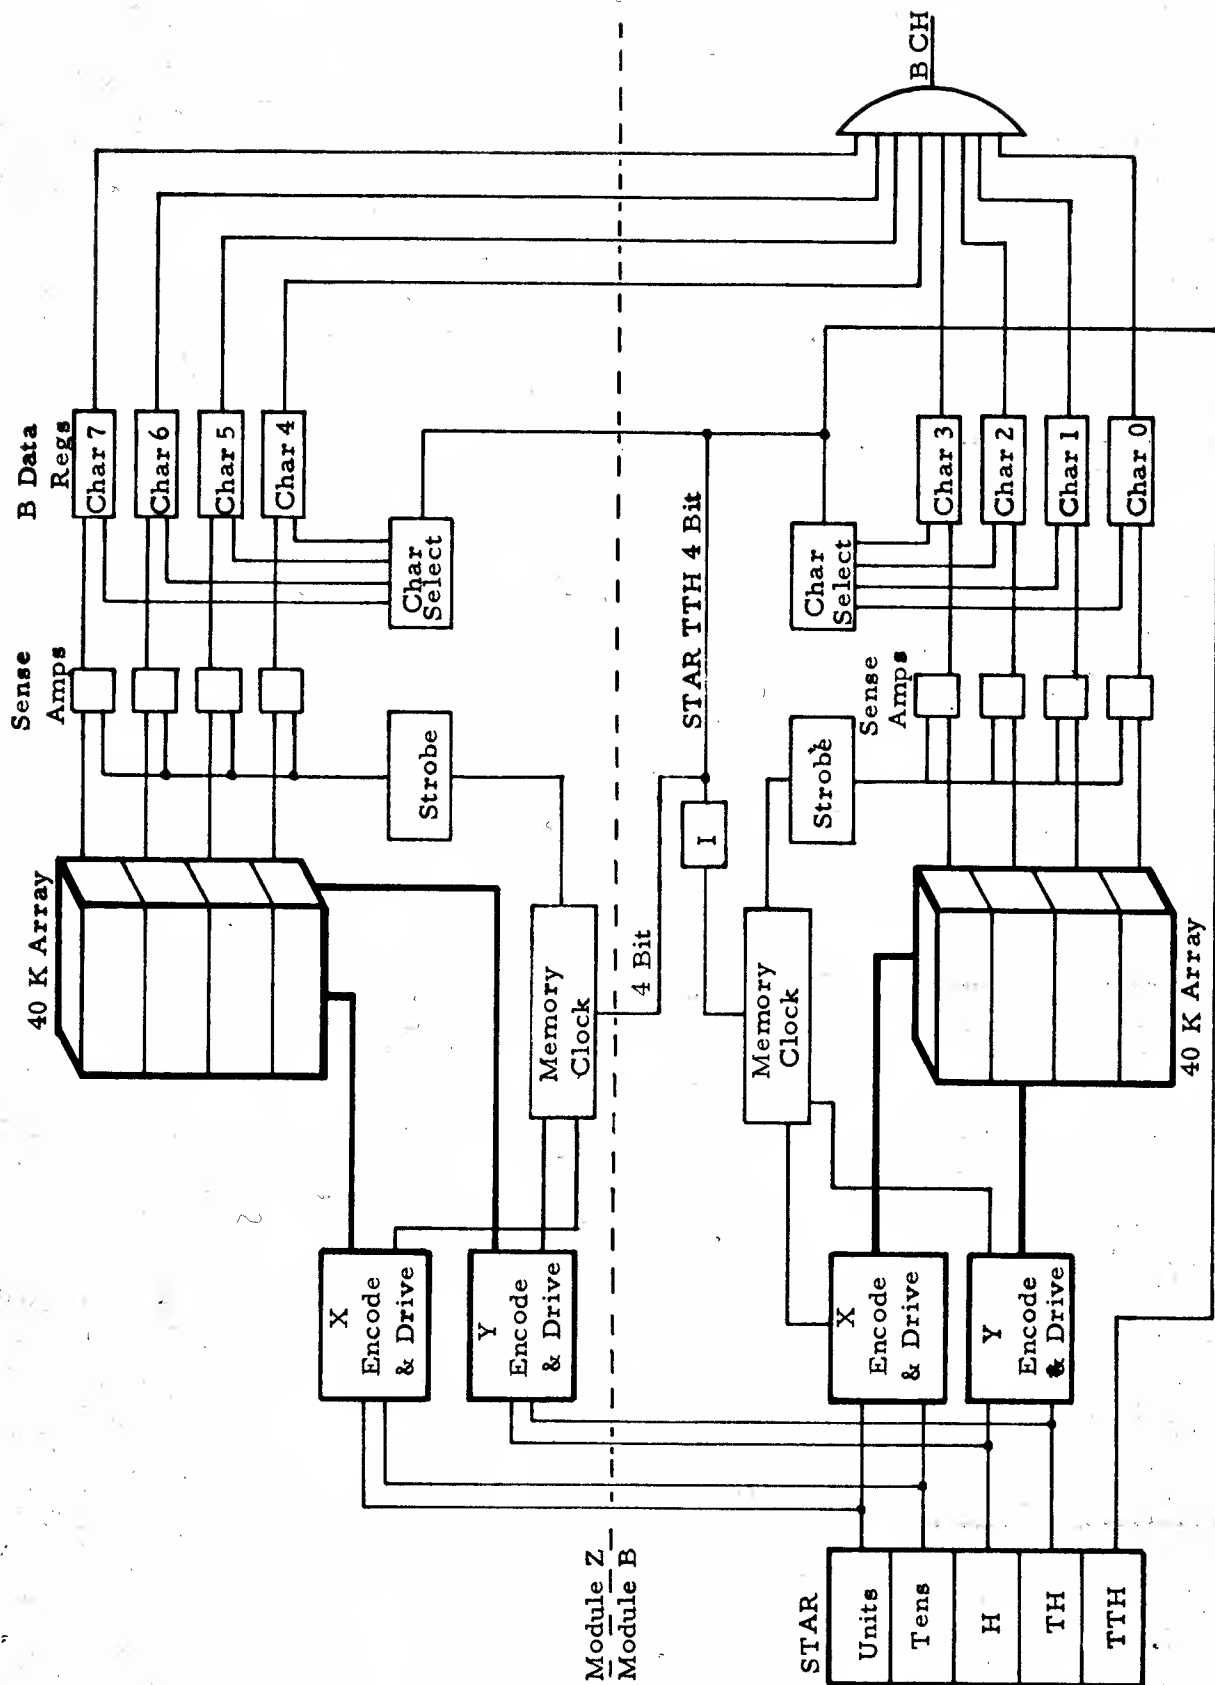 B Data
Regs
Char 7
Char 6
Char 5
Char 4
Sense
Amps
Char
Select
Strobe
40 K Array
Memory
Clock
4 Bit
X
Encode
& Drive
Y
Encode
& Drive
Module Z
Module B
B CH
STAR TTH 4 Bit
I
Char 3
Char 2
Char 1
Char 0
Char
Select
Sense
Amps
Strobe
Memory
Clock
40 K Array
X
Encode
& Drive
Y
Encode
& Drive
STAR
Units
Tens
H
TH
TTH